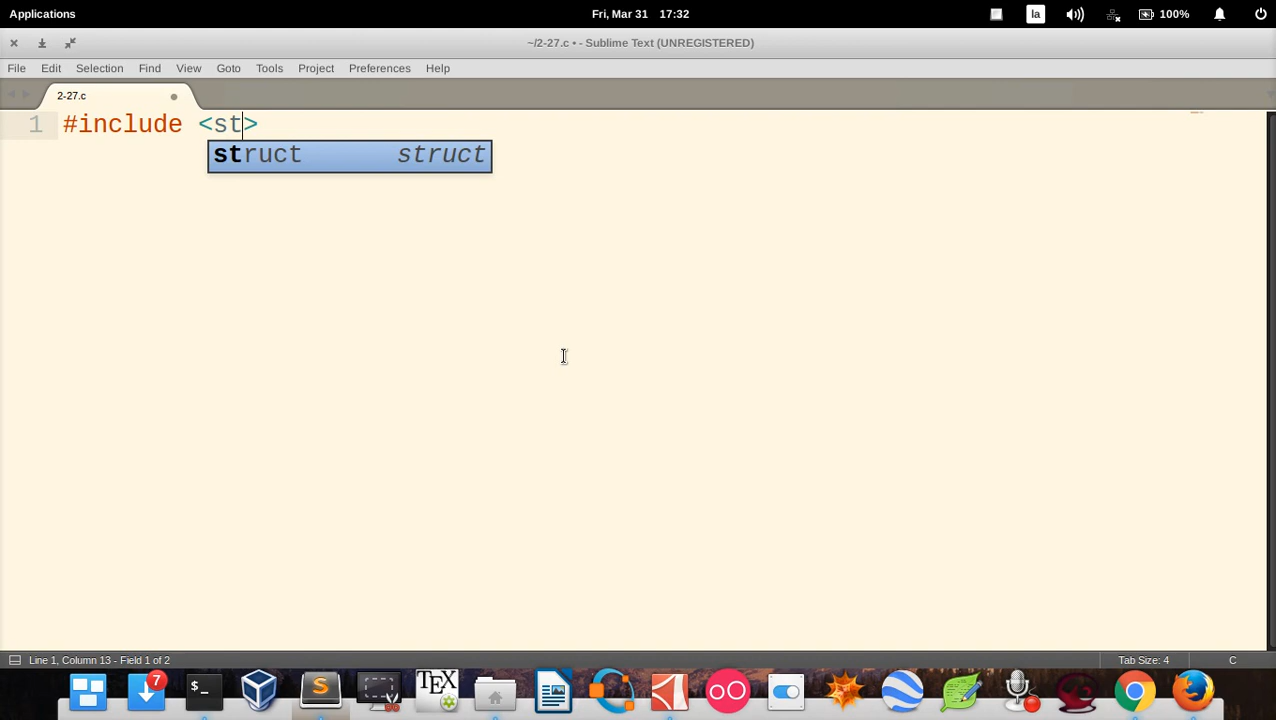 Applications Fri, Mar 31 17:32 la 100%
~/2-27.c • - Sublime Text (UNREGISTERED)
File Edit Selection Find View Goto Tools Project Preferences Help
2-27.c
1 #include <st>
struct struct
Line 1, Column 13 - Field 1 of 2 Tab Size: 4 C
7
>_
S
TEX